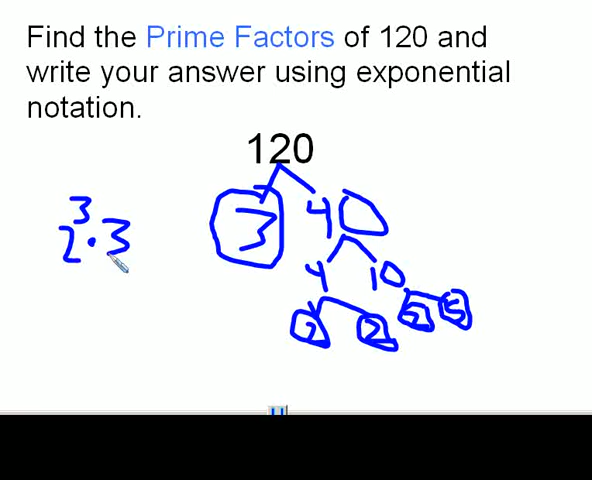 Find the Prime Factors of 120 and
write your answer using exponential
notation.
120
3 40
2³ · 3
4 10
2 2 2 5